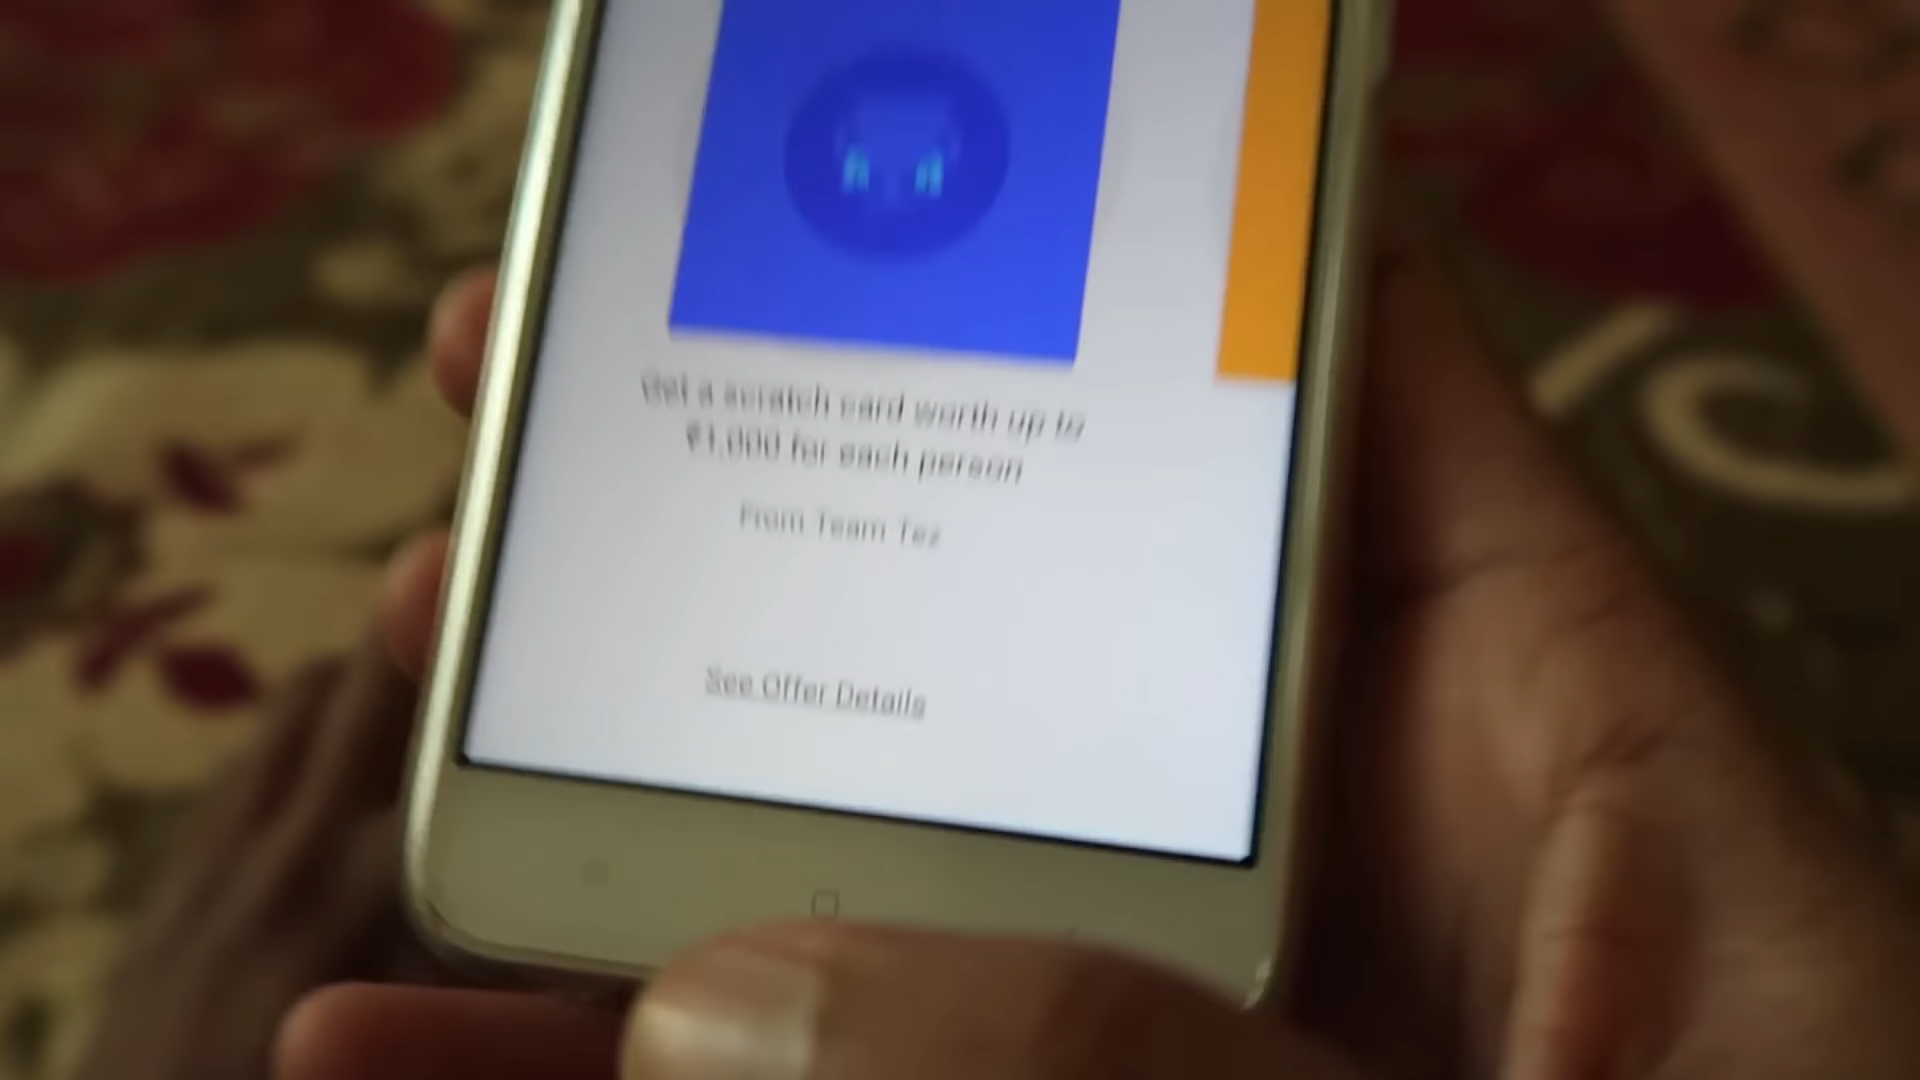 Get a scratch card worth up to
₹1,000 for each person
From Team Tez
See Offer Details